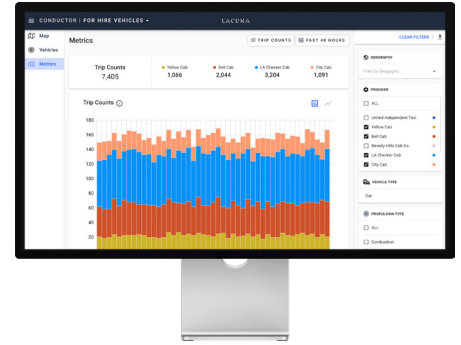 CONDUCTOR | FOR HIRE VEHICLES
LACUNA
Map
Vehicles
Metrics
Metrics
TRIP COUNTS
PAST 48 HOURS
CLEAR FILTERS
Trip Counts
7,405
Yellow Cab
1,066
Bell Cab
2,044
LA Checker Cab
3,204
City Cab
1,091
Trip Counts
180
160
140
120
100
80
60
40
20
GEOGRAPHY
Filter by Geography...
PROVIDER
ALL
United Independent Taxi
Yellow Cab
Bell Cab
Beverly Hills Cab Co.
LA Checker Cab
City Cab
VEHICLE TYPE
Car
PROPULSION TYPE
ALL
Combustion